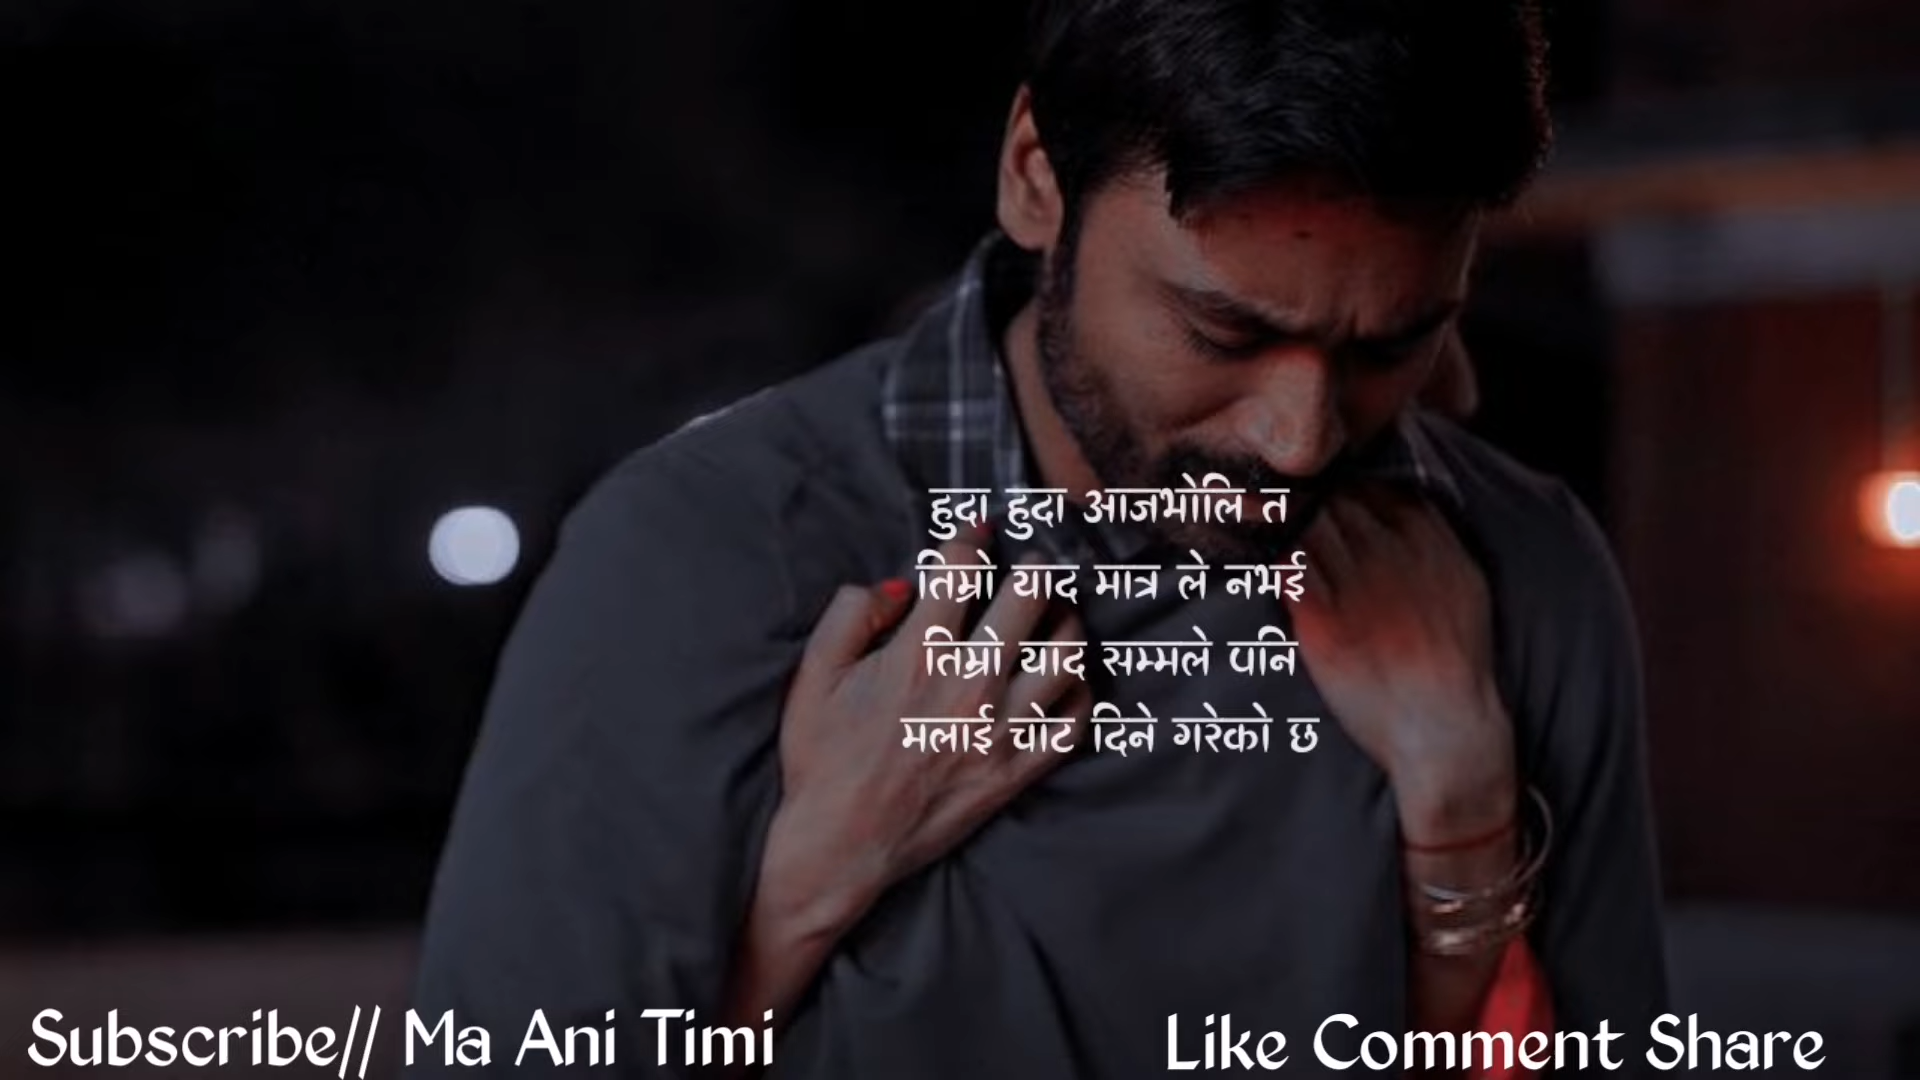 हुदा हुदा आजभोलि त
तिम्रो याद मात्र ले नभई
तिम्रो याद सम्मले पनि
मलाई चोट दिने गरेको छ
Subscribe// Ma Ani Timi
Like Comment Share